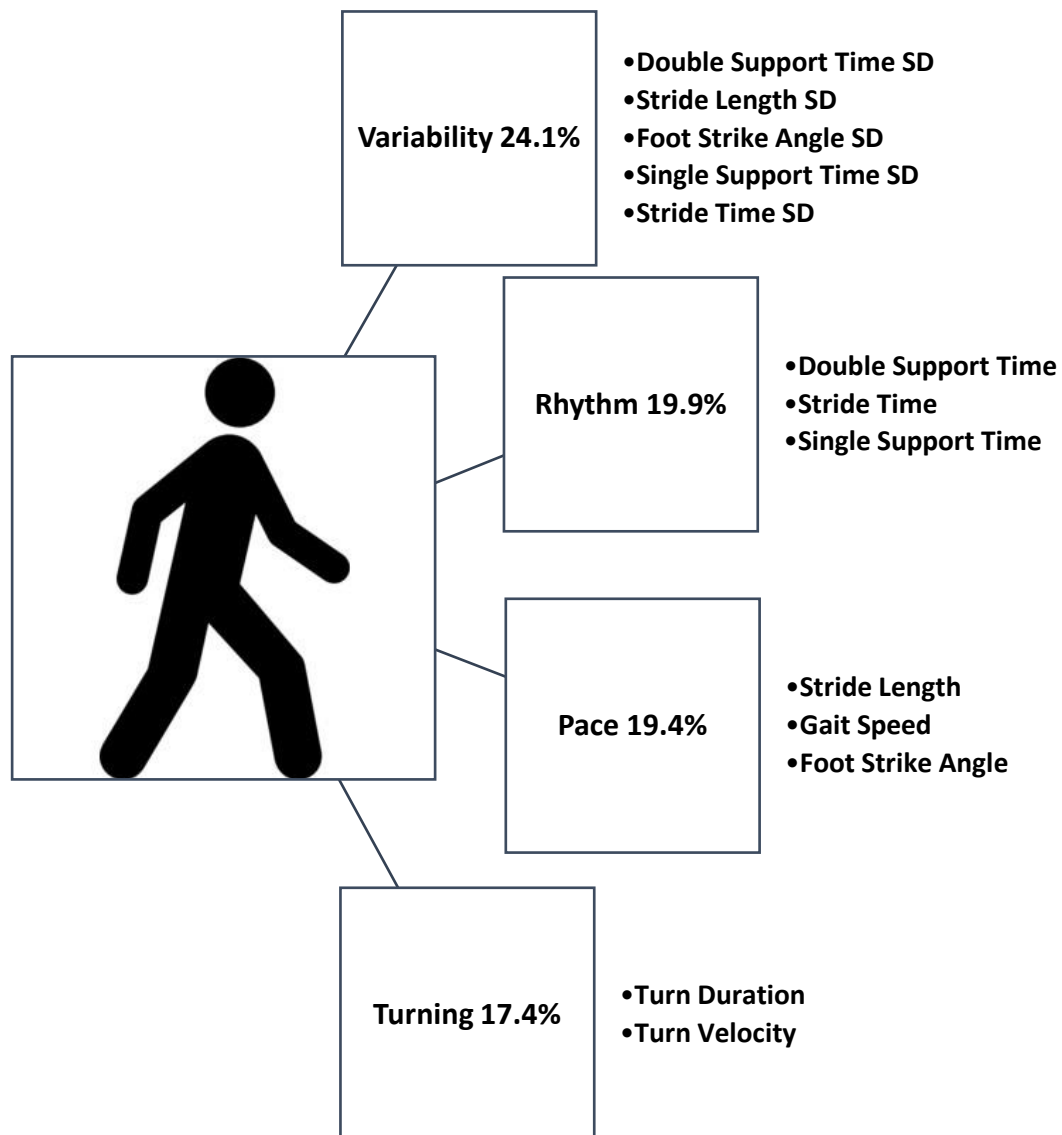 Variability 24.1%
•Double Support Time SD
•Stride Length SD
•Foot Strike Angle SD
•Single Support Time SD
•Stride Time SD
Rhythm 19.9%
•Double Support Time
•Stride Time
•Single Support Time
Pace 19.4%
•Stride Length
•Gait Speed
•Foot Strike Angle
Turning 17.4%
•Turn Duration
•Turn Velocity